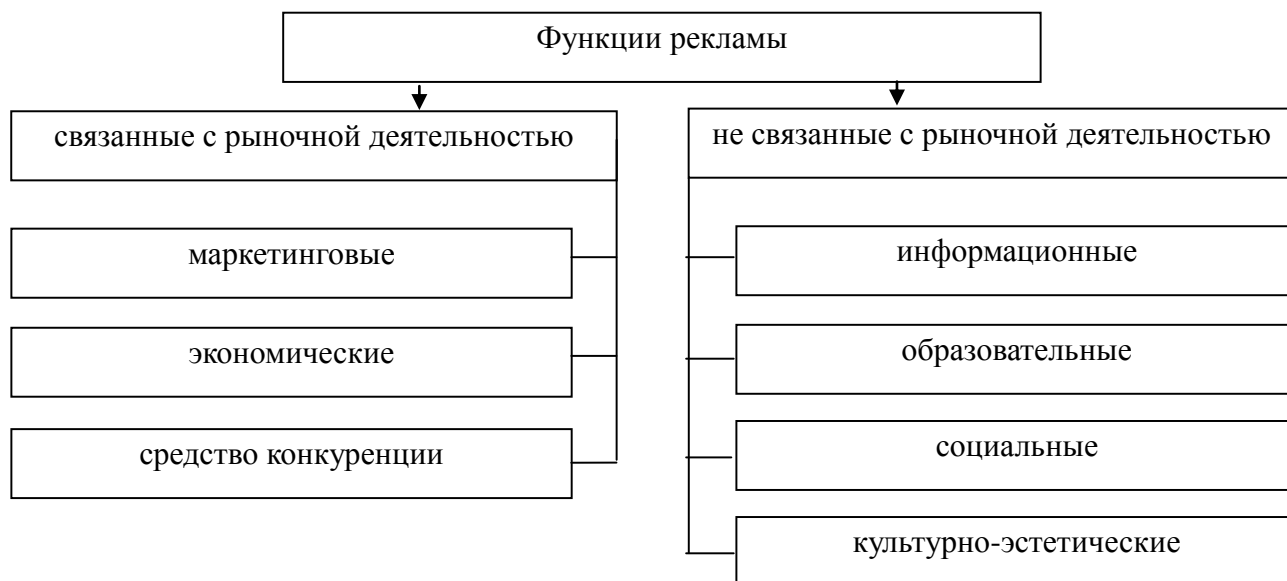 Функции рекламы
связанные с рыночной деятельностью
не связанные с рыночной деятельностью
маркетинговые
экономические
средство конкуренции
информационные
образовательные
социальные
культурно-эстетические